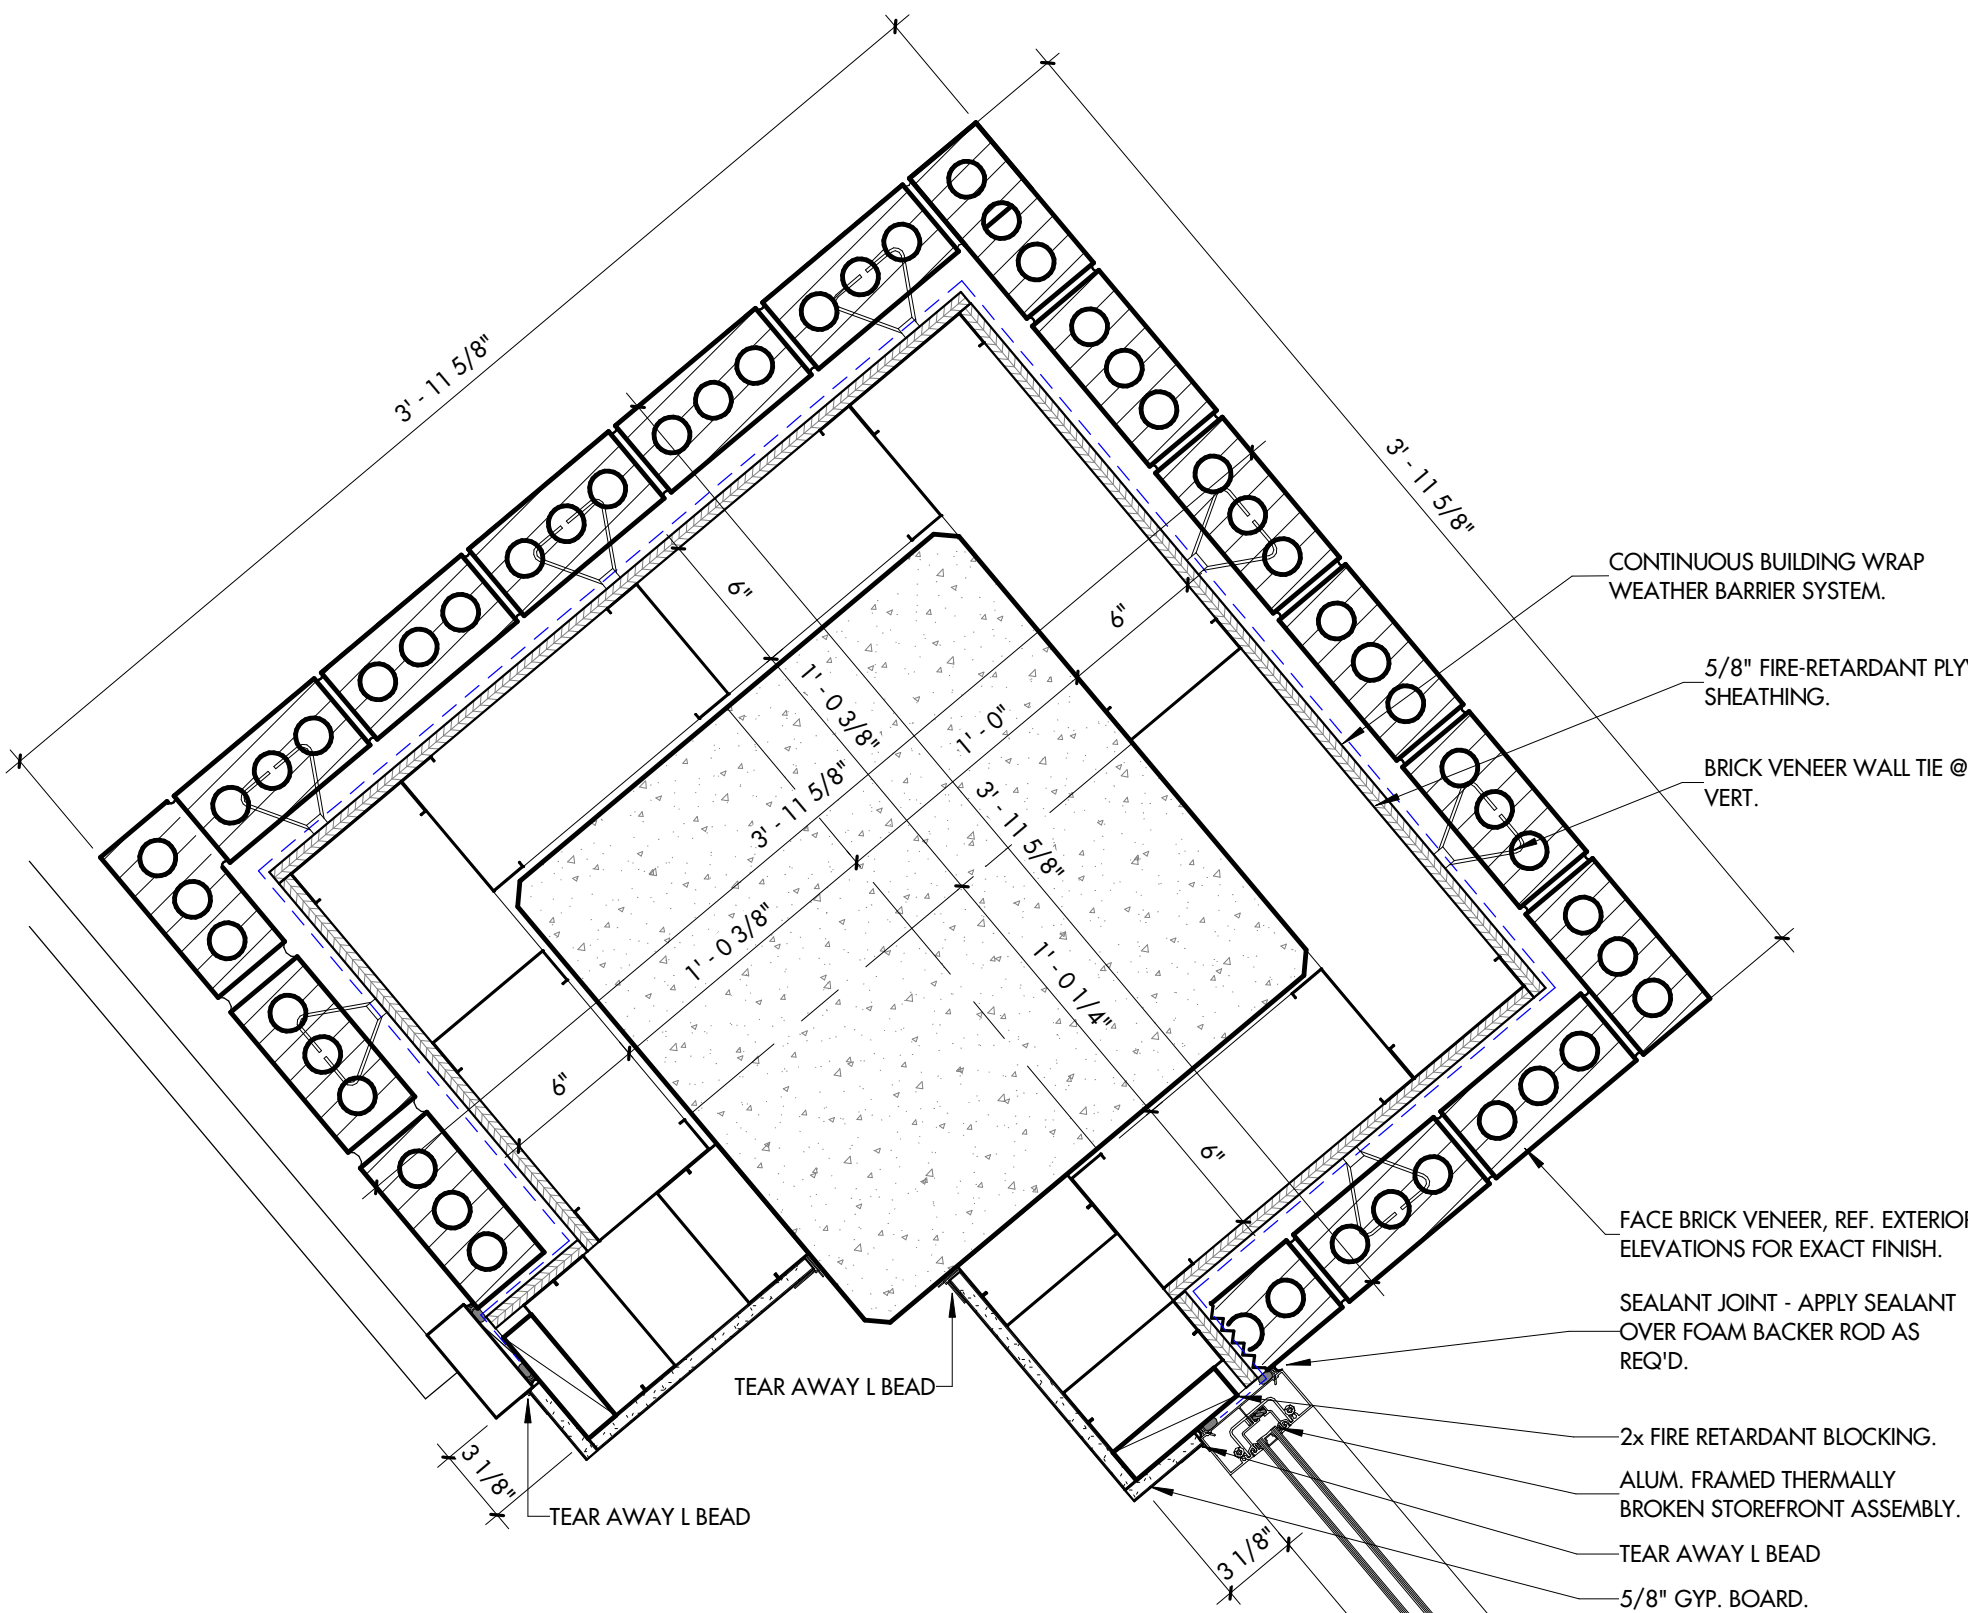 3' - 11 5/8"
3' - 11 5/8"
CONTINUOUS BUILDING WRAP
WEATHER BARRIER SYSTEM.
6"
6"
5/8" FIRE-RETARDANT
SHEATHING.
1' - 0 3/8"
1' - 0"
BRICK VENEER WALL TIE @
VERT.
3' - 11 5/8"
3' - 11 5/8"
1' - 0 3/8"
1' - 0 1/4"
6"
6"
FACE BRICK VENEER, REF. EXTERIOR
ELEVATIONS FOR EXACT FINISH.
SEALANT JOINT - APPLY SEALANT
OVER FOAM BACKER ROD AS
REQ'D.
TEAR AWAY L BEAD
2x FIRE RETARDANT BLOCKING.
3 1/8"
ALUM. FRAMED THERMALLY
BROKEN STOREFRONT ASSEMBLY.
TEAR AWAY L BEAD
3 1/8"
TEAR AWAY L BEAD
5/8" GYP. BOARD.